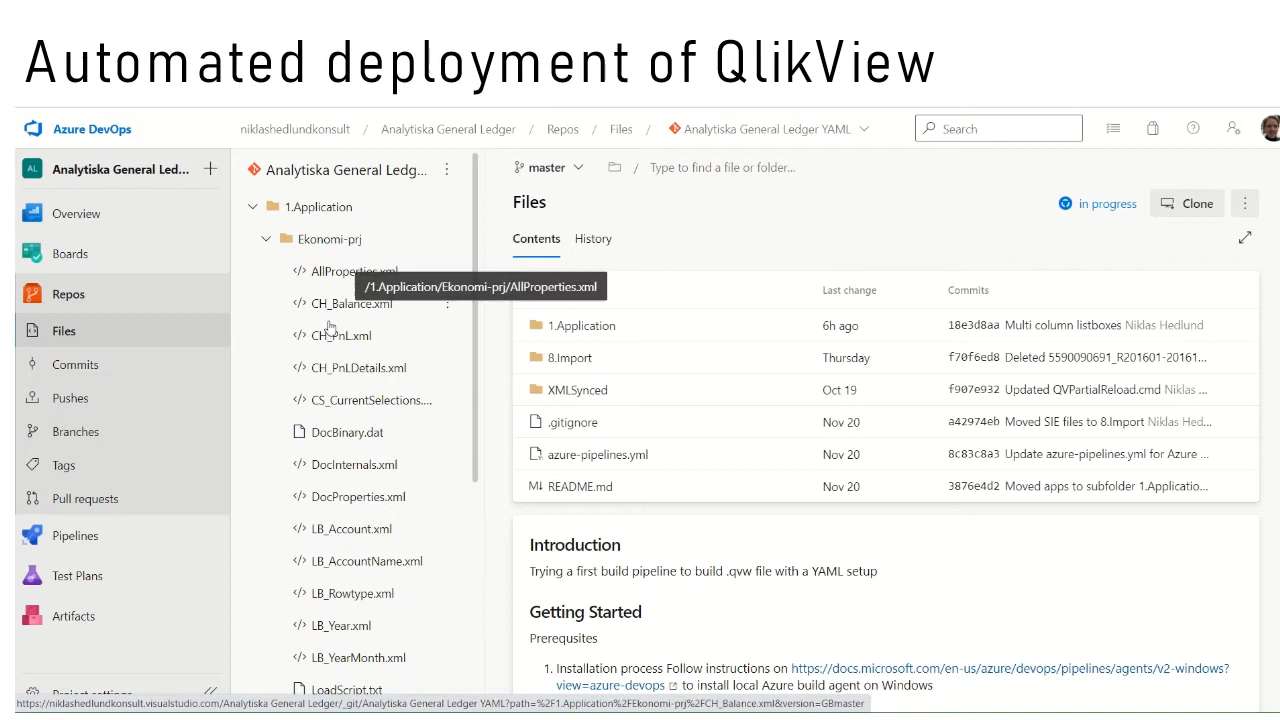 Automated deployment of QlikView
Azure DevOps
niklashedlundkonsult / Analytiska General Ledger / Repos / Files / Analytiska General Ledger YAML
Search
AL Analytiska General Led...
Overview
Boards
Repos
Files
Commits
Pushes
Branches
Tags
Pull requests
Pipelines
Test Plans
Artifacts
Project settings
Analytiska General Ledg...
1.Application
Ekonomi-prj
AllProperties.xml
/1.Application/Ekonomi-prj/AllProperties.xml
CH_Balance.xml
CH_PnL.xml
CH_PnLDetails.xml
CS_CurrentSelections....
DocBinary.dat
DocInternals.xml
DocProperties.xml
LB_Account.xml
LB_AccountName.xml
LB_Rowtype.xml
LB_Year.xml
LB_YearMonth.xml
LoadScript.txt
master / Type to find a file or folder...
Files
in progress
Clone
Contents History
Last change Commits
1.Application 6h ago 18e3d8aa Multi column listboxes Niklas Hedlund
8.Import Thursday f70f6ed8 Deleted 5590090691_R201601-20161...
XMLSynced Oct 19 f907e932 Updated QVPartialReload.cmd Niklas ...
.gitignore Nov 20 a42974eb Moved SIE files to 8.Import Niklas Hed...
azure-pipelines.yml Nov 20 8c83c8a3 Update azure-pipelines.yml for Azure ...
README.md Nov 20 3876e4d2 Moved apps to subfolder 1.Applicatio...
Introduction
Trying a first build pipeline to build .qvw file with a YAML setup
Getting Started
Prerequsites
1. Installation process Follow instructions on https://docs.microsoft.com/en-us/azure/devops/pipelines/agents/v2-windows?
view=azure-devops to install local Azure build agent on Windows
https://niklashedlundkonsult.visualstudio.com/Analytiska General Ledger/_git/Analytiska General Ledger YAML?path=%2F1.Application%2FEkonomi-prj%2FCH_Balance.xml&version=GBmaster